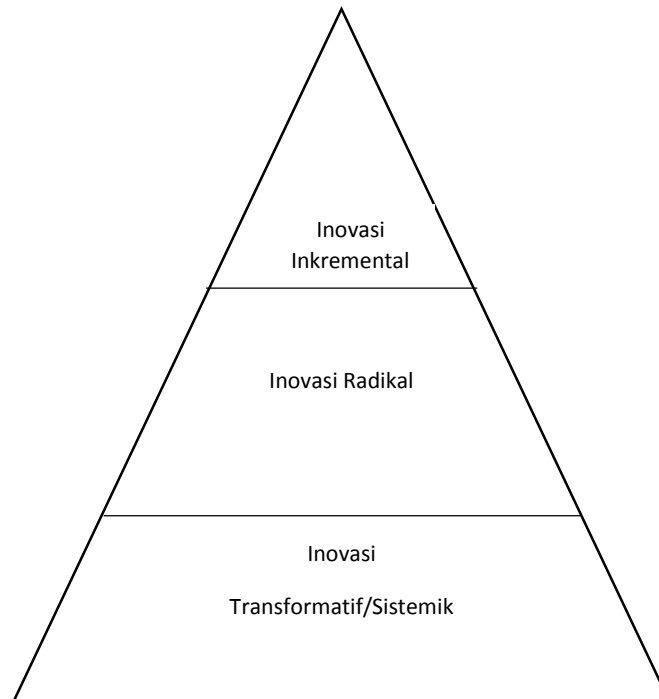 Inovasi
Inkremental
Inovasi Radikal
Inovasi
Transformatif/Sistemik